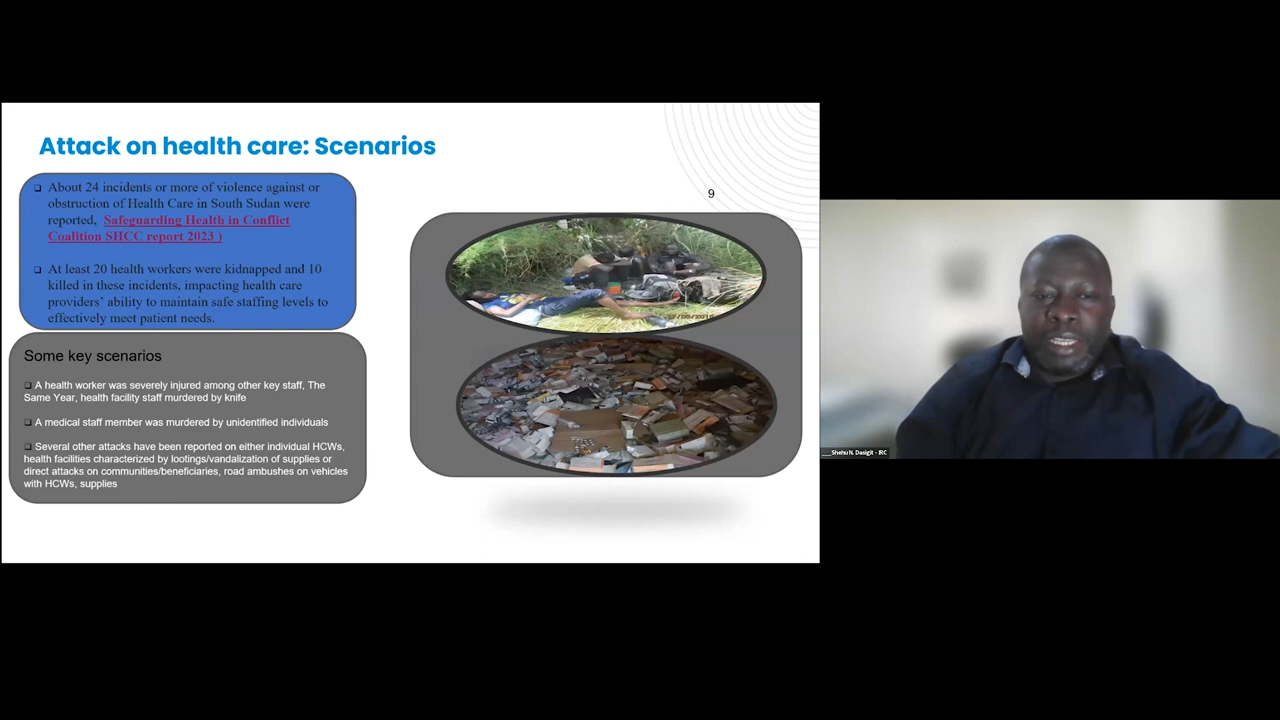 Attack on health care: Scenarios
9
About 24 incidents or more of violence against or
obstruction of Health Care in South Sudan were
reported, Safeguarding Health in Conflict
Coalition SHCC report 2023 )
At least 20 health workers were kidnapped and 10
killed in these incidents, impacting health care
providers’ ability to maintain safe staffing levels to
effectively meet patient needs.
Some key scenarios
A health worker was severely injured among other key staff, The
Same Year, health facility staff murdered by knife
A medical staff member was murdered by unidentified individuals
Several other attacks have been reported on either individual HCWs,
health facilities characterized by lootings/vandalization of supplies or
direct attacks on communities/beneficiaries, road ambushes on vehicles
with HCWs, supplies
___Shehu N. Dasigit - IRC